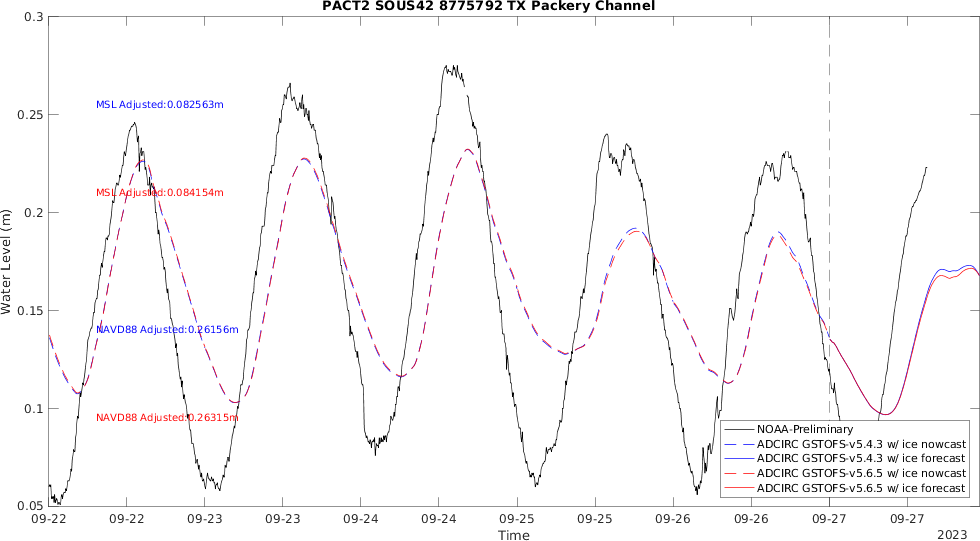 PACT2 SOUS42 8775792 TX Packery Channel
0.3
0.25
0.2
0.15
0.1
0.05
Water Level (m)
MSL Adjusted:0.082563m
MSL Adjusted:0.084154m
NAVD88 Adjusted:0.26156m
NAVD88 Adjusted:0.26315m
NOAA-Preliminary
ADCIRC GSTOFS-v5.4.3 w/ ice nowcast
ADCIRC GSTOFS-v5.4.3 w/ ice forecast
ADCIRC GSTOFS-v5.6.5 w/ ice nowcast
ADCIRC GSTOFS-v5.6.5 w/ ice forecast
09-22 09-22 09-23 09-23 09-24 09-24 09-25 09-25 09-26 09-26 09-27 09-27
Time
2023